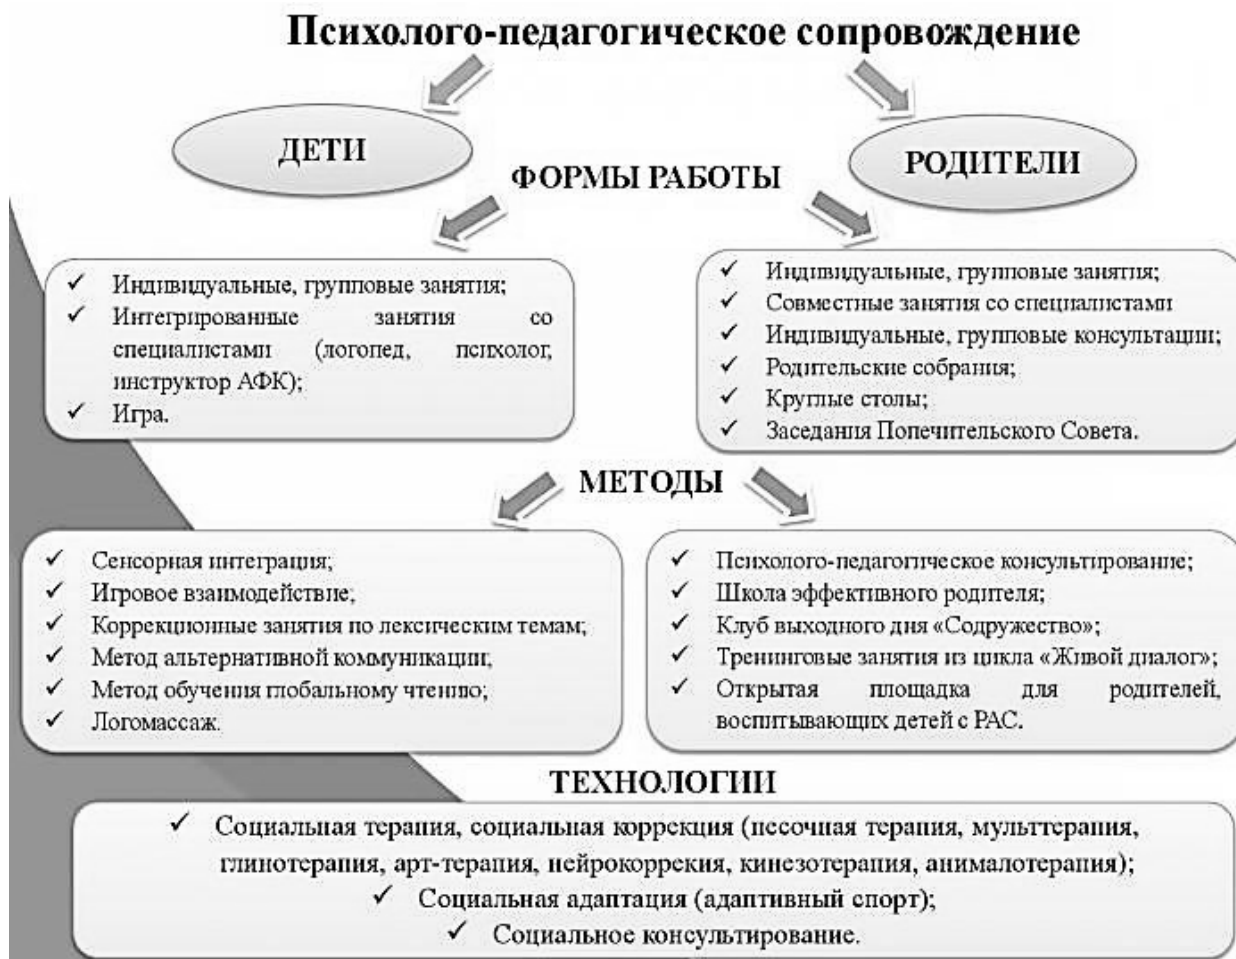 Психолого-педагогическое сопровождение
ДЕТИ
РОДИТЕЛИ
ФОРМЫ РАБОТЫ
✓ Индивидуальные, групповые занятия;
✓ Интегрированные занятия со
специалистами (логопед, психолог,
инструктор АФК);
✓ Игра.
✓ Индивидуальные, групповые занятия;
✓ Совместные занятия со специалистами
✓ Индивидуальные, групповые консультации;
✓ Родительские собрания;
✓ Круглые столы;
✓ Заседания Попечительского Совета.
МЕТОДЫ
✓ Сенсорная интеграция;
✓ Игровое взаимодействие;
✓ Коррекционные занятия по лексическим темам;
✓ Метод альтернативной коммуникации;
✓ Метод обучения глобальному чтению;
✓ Логомассаж.
✓ Психолого-педагогическое консультирование;
✓ Школа эффективного родителя;
✓ Клуб выходного дня «Содружество»;
✓ Тренинговые занятия из цикла «Живой диалог»;
✓ Открытая площадка для родителей,
воспитывающих детей с РАС.
ТЕХНОЛОГИИ
✓ Социальная терапия, социальная коррекция (песочная терапия, мульттерапия,
глинотерапия, арт-терапия, нейрокоррекия, кинезотерапия, анималотерапия);
✓ Социальная адаптация (адаптивный спорт);
✓ Социальное консультирование.